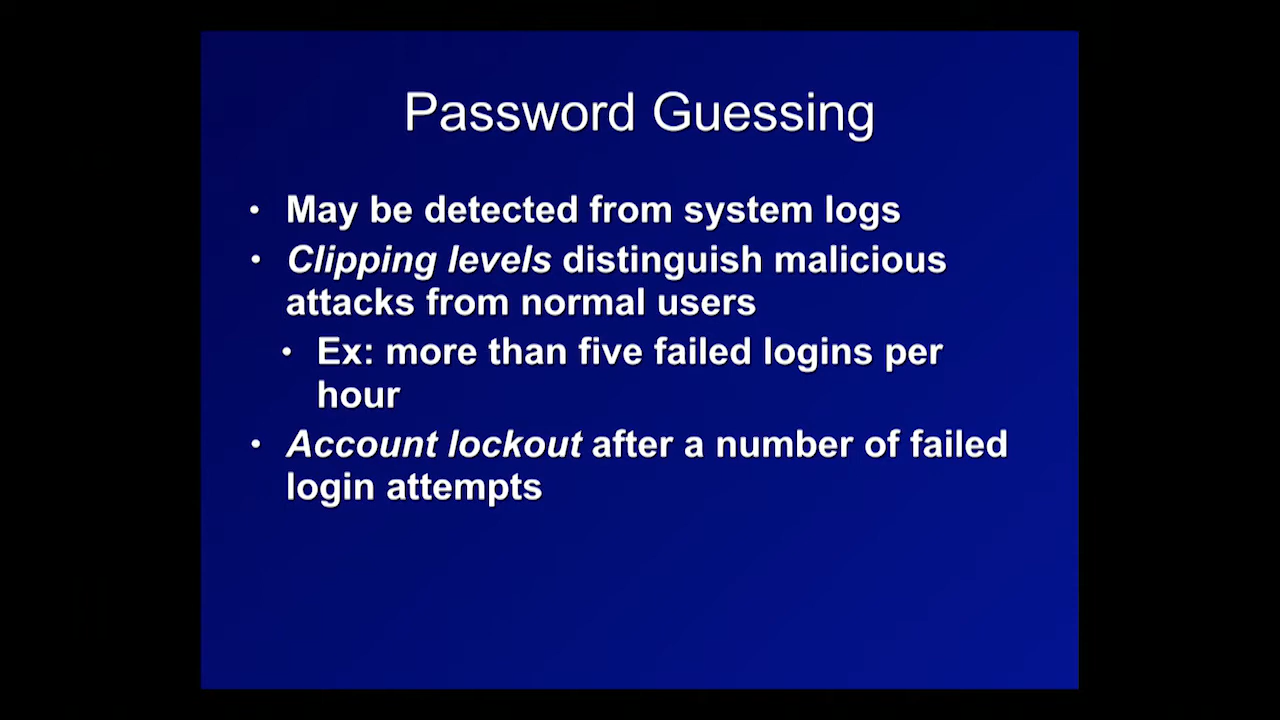 Password Guessing
• May be detected from system logs
• Clipping levels distinguish malicious
attacks from normal users
• Ex: more than five failed logins per
hour
• Account lockout after a number of failed
login attempts